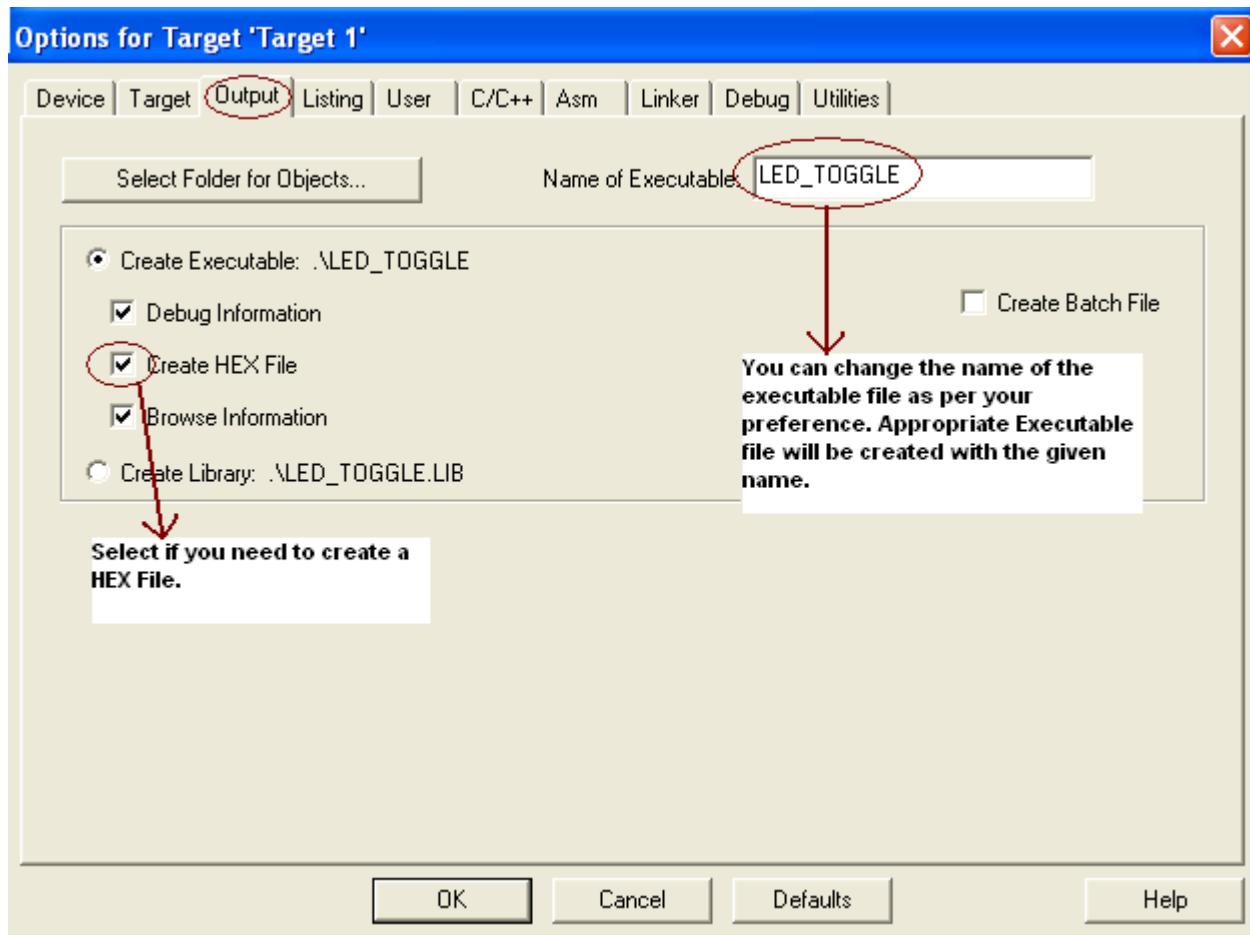 Options for Target 'Target 1'
Device Target Output Listing User C/C++ Asm Linker Debug Utilities
Select Folder for Objects...
Name of Executable: LED_TOGGLE
Create Executable: .\LED_TOGGLE
Debug Information
Create Batch File
Create HEX File
Browse Information
Create Library: .\LED_TOGGLE.LIB
You can change the name of the
executable file as per your
preference. Appropriate Executable
file will be created with the given
name.
Select if you need to create a
HEX File.
OK Cancel Defaults Help